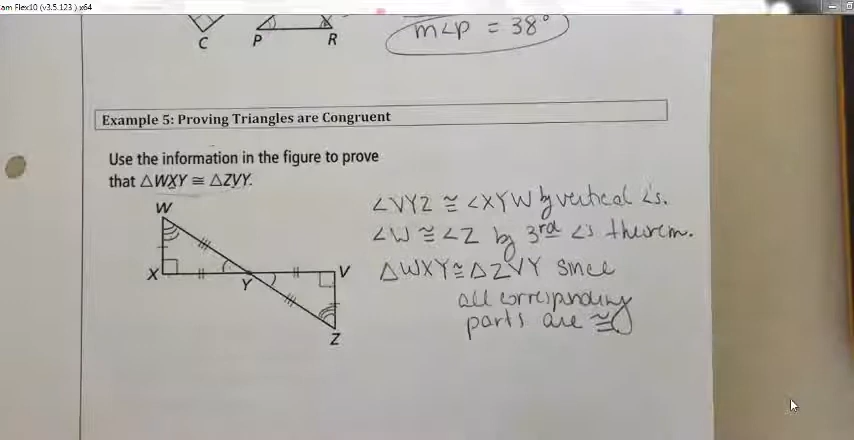 am Flex10 (v3.5.123 ) x64
C P R
m∠P = 38°
Example 5: Proving Triangles are Congruent
Use the information in the figure to prove
that △WXY ≅ △ZVY.
∠VYZ ≅ ∠XYW by vertical ∠s.
∠W ≅ ∠Z by 3rd ∠s theorem.
△WXY ≅ △ZVY since
all corresponding
parts are ≅
W
X Y V
Z